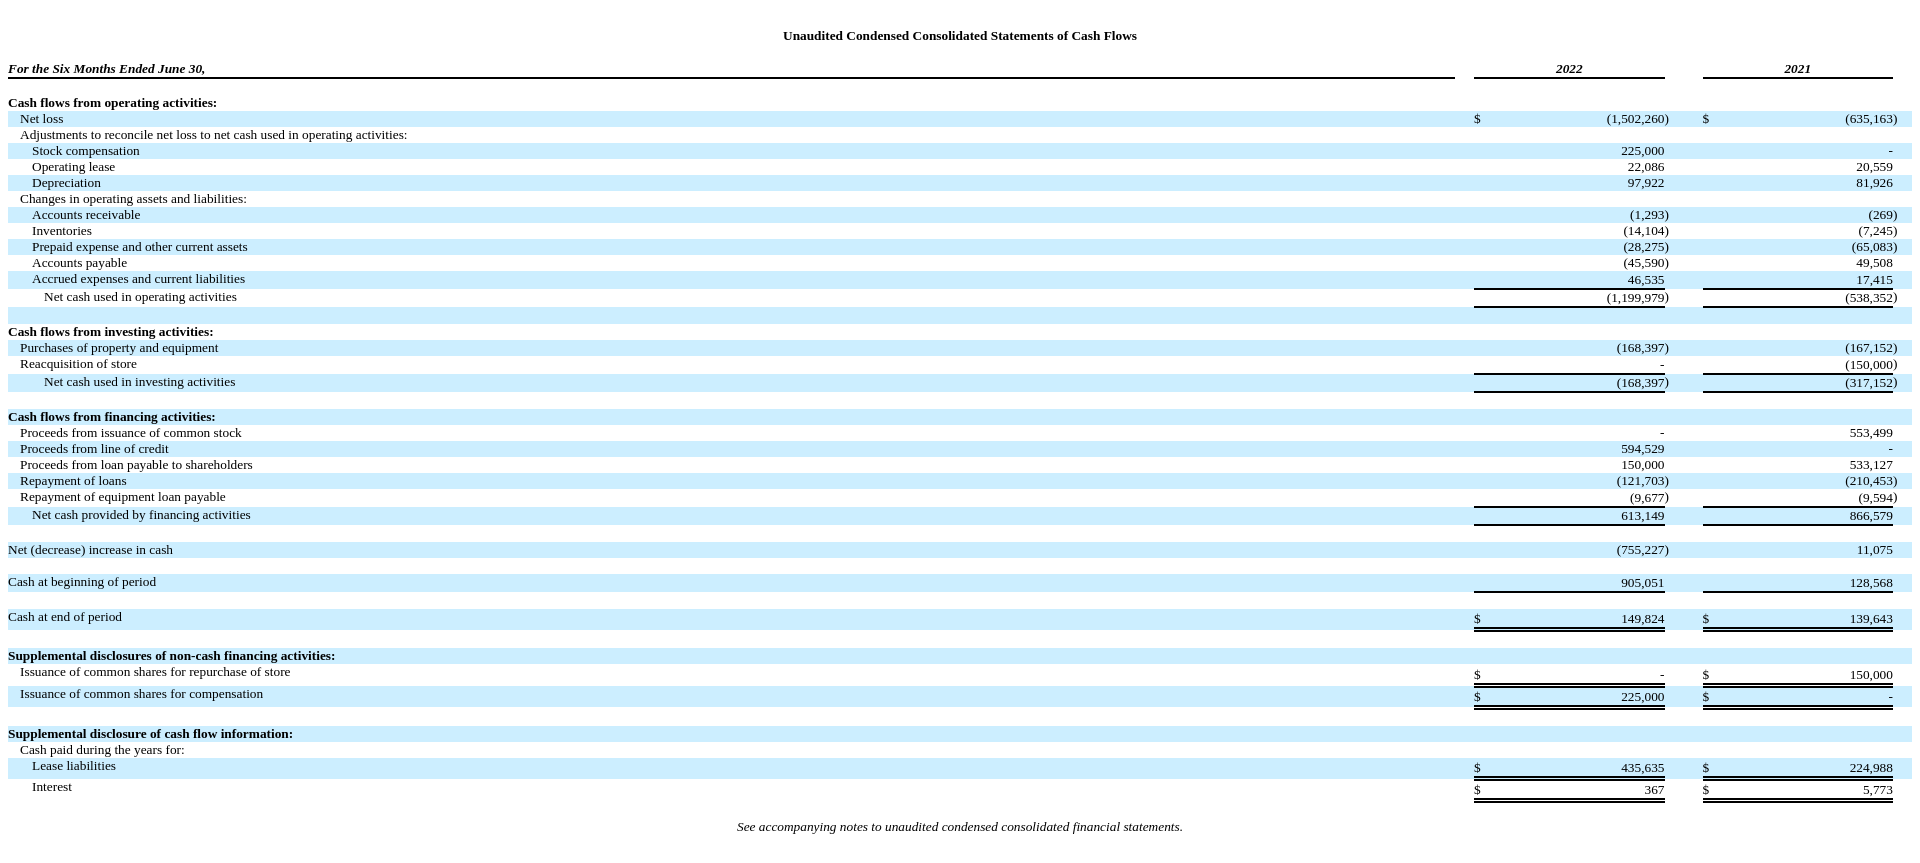 Unaudited Condensed Consolidated Statements of Cash Flows
For the Six Months Ended June 30, 2022 2021
Cash flows from operating activities:
Net loss $ (1,502,260) $ (635,163)
Adjustments to reconcile net loss to net cash used in operating activities:
Stock compensation 225,000 -
Operating lease 22,086 20,559
Depreciation 97,922 81,926
Changes in operating assets and liabilities:
Accounts receivable (1,293) (269)
Inventories (14,104) (7,245)
Prepaid expense and other current assets (28,275) (65,083)
Accounts payable (45,590) 49,508
Accrued expenses and current liabilities 46,535 17,415
Net cash used in operating activities (1,199,979) (538,352)
Cash flows from investing activities:
Purchases of property and equipment (168,397) (167,152)
Reacquisition of store - (150,000)
Net cash used in investing activities (168,397) (317,152)
Cash flows from financing activities:
Proceeds from issuance of common stock - 553,499
Proceeds from line of credit 594,529 -
Proceeds from loan payable to shareholders 150,000 533,127
Repayment of loans (121,703) (210,453)
Repayment of equipment loan payable (9,677) (9,594)
Net cash provided by financing activities 613,149 866,579
Net (decrease) increase in cash (755,227) 11,075
Cash at beginning of period 905,051 128,568
Cash at end of period $ 149,824 $ 139,643
Supplemental disclosures of non-cash financing activities:
Issuance of common shares for repurchase of store $ - $ 150,000
Issuance of common shares for compensation $ 225,000 $ -
Supplemental disclosure of cash flow information:
Cash paid during the years for:
Lease liabilities $ 435,635 $ 224,988
Interest $ 367 $ 5,773
See accompanying notes to unaudited condensed consolidated financial statements.